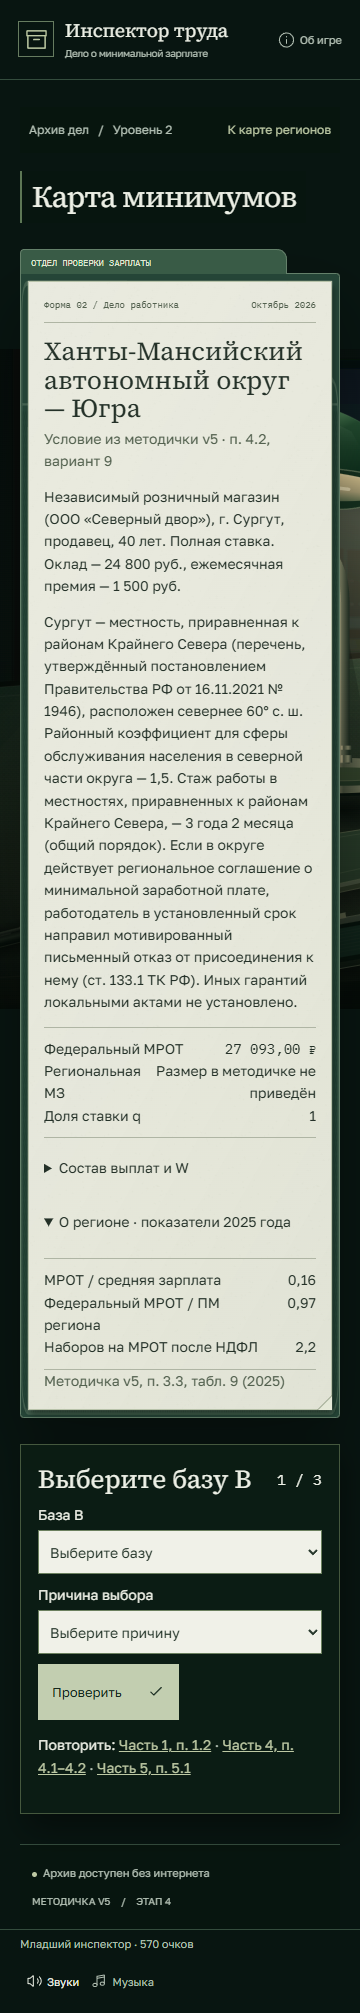 Инспектор труда
Дело о минимальной зарплате
Об игре
Архив дел / Уровень 2
К карте регионов
Карта минимумов
ОТДЕЛ ПРОВЕРКИ ЗАРПЛАТЫ
Форма 02 / Дело работника
Октябрь 2026
Ханты-Мансийский
автономный округ
— Югра
Условие из методички v5 · п. 4.2,
вариант 9
Независимый розничный магазин
(ООО «Северный двор»), г. Сургут,
продавец, 40 лет. Полная ставка.
Оклад — 24 800 руб., ежемесячная
премия — 1 500 руб.
Сургут — местность, приравненная к
районам Крайнего Севера (перечень,
утверждённый постановлением
Правительства РФ от 16.11.2021 №
1946), расположен севернее 60° с. ш.
Районный коэффициент для сферы
обслуживания населения в северной
части округа — 1,5. Стаж работы в
местностях, приравненных к районам
Крайнего Севера, — 3 года 2 месяца
(общий порядок). Если в округе
действует региональное соглашение о
минимальной заработной плате,
работодатель в установленный срок
направил мотивированный
письменный отказ от присоединения к
нему (ст. 133.1 ТК РФ). Иных гарантий
локальными актами не установлено.
Федеральный МРОТ 27 093,00 ₽
Региональная Размер в методичке не
МЗ приведён
Доля ставки q 1
▶ Состав выплат и W
▼ О регионе · показатели 2025 года
МРОТ / средняя зарплата 0,16
Федеральный МРОТ / ПМ 0,97
региона
Наборов на МРОТ после НДФЛ 2,2
Методичка v5, п. 3.3, табл. 9 (2025)
Выберите базу B 1 / 3
База B
Выберите базу
Причина выбора
Выберите причину
Проверить
Повторить: Часть 1, п. 1.2 · Часть 4, п.
4.1–4.2 · Часть 5, п. 5.1
Архив доступен без интернета
МЕТОДИЧКА V5 / ЭТАП 4
Младший инспектор · 570 очков
Звуки
Музыка